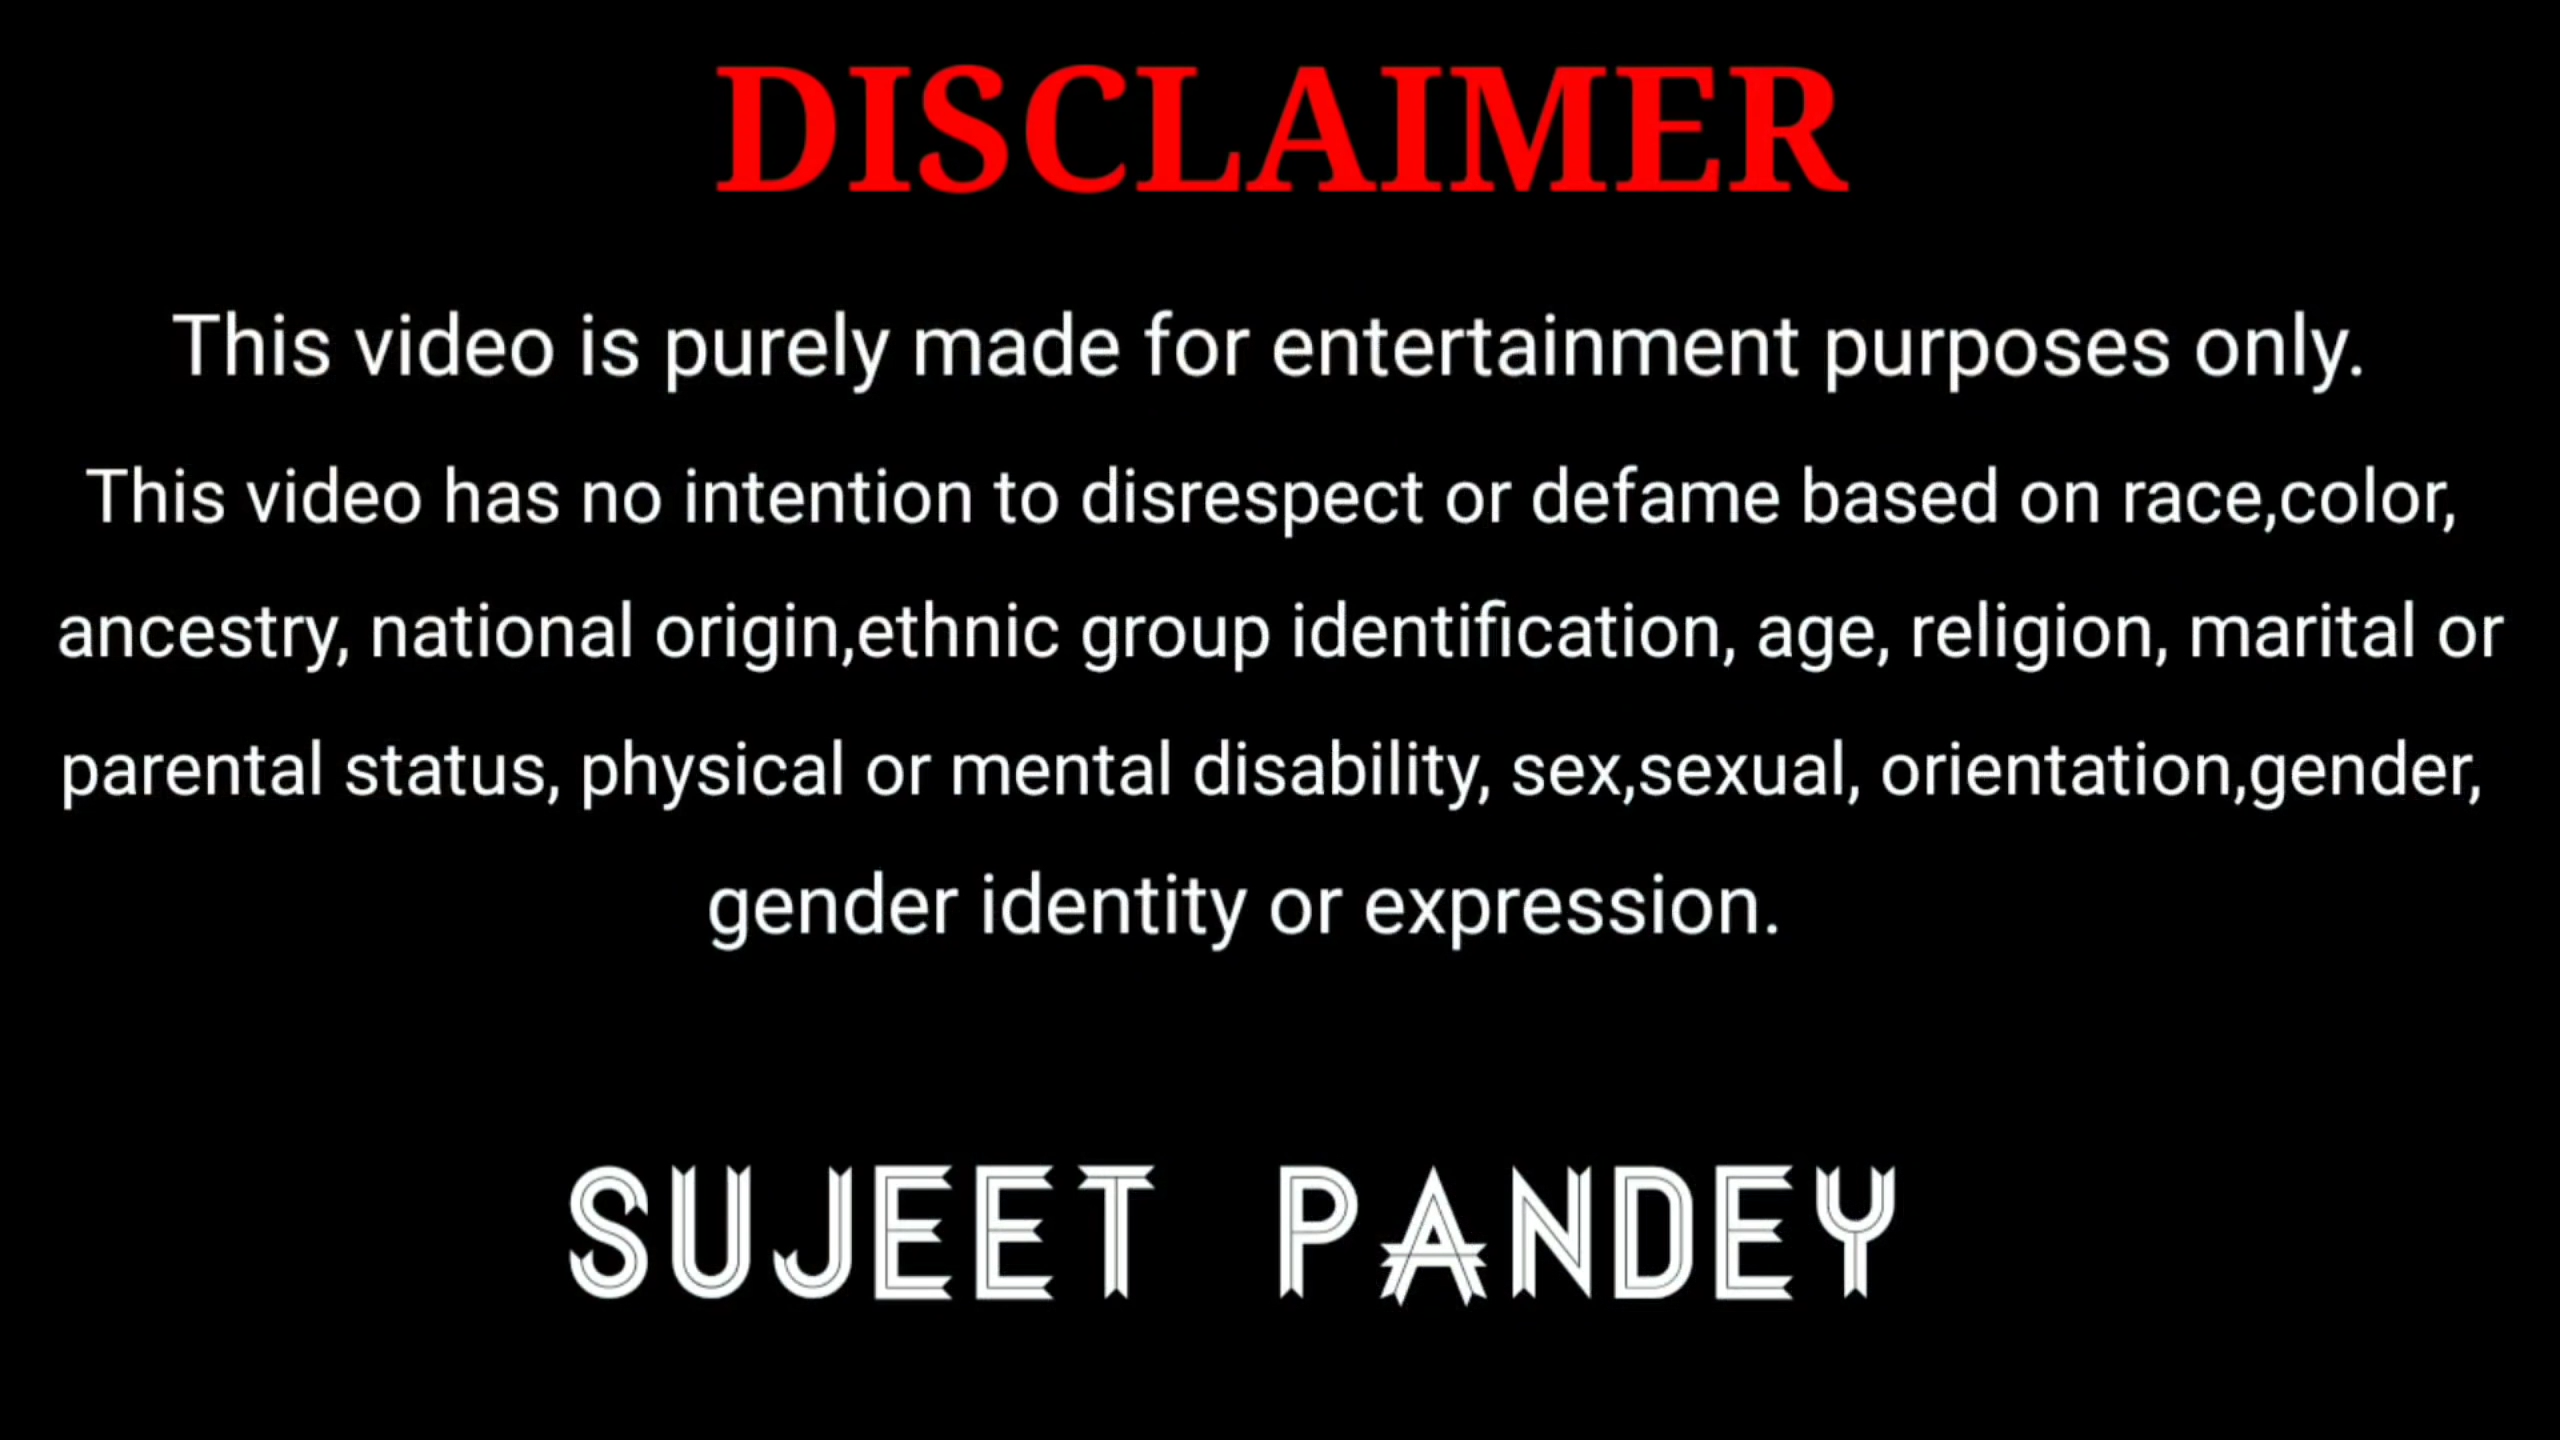 DISCLAIMER
This video is purely made for entertainment purposes only.
This video has no intention to disrespect or defame based on race,color,
ancestry, national origin,ethnic group identification, age, religion, marital or
parental status, physical or mental disability, sex,sexual, orientation,gender,
gender identity or expression.
SUJEET PANDEY